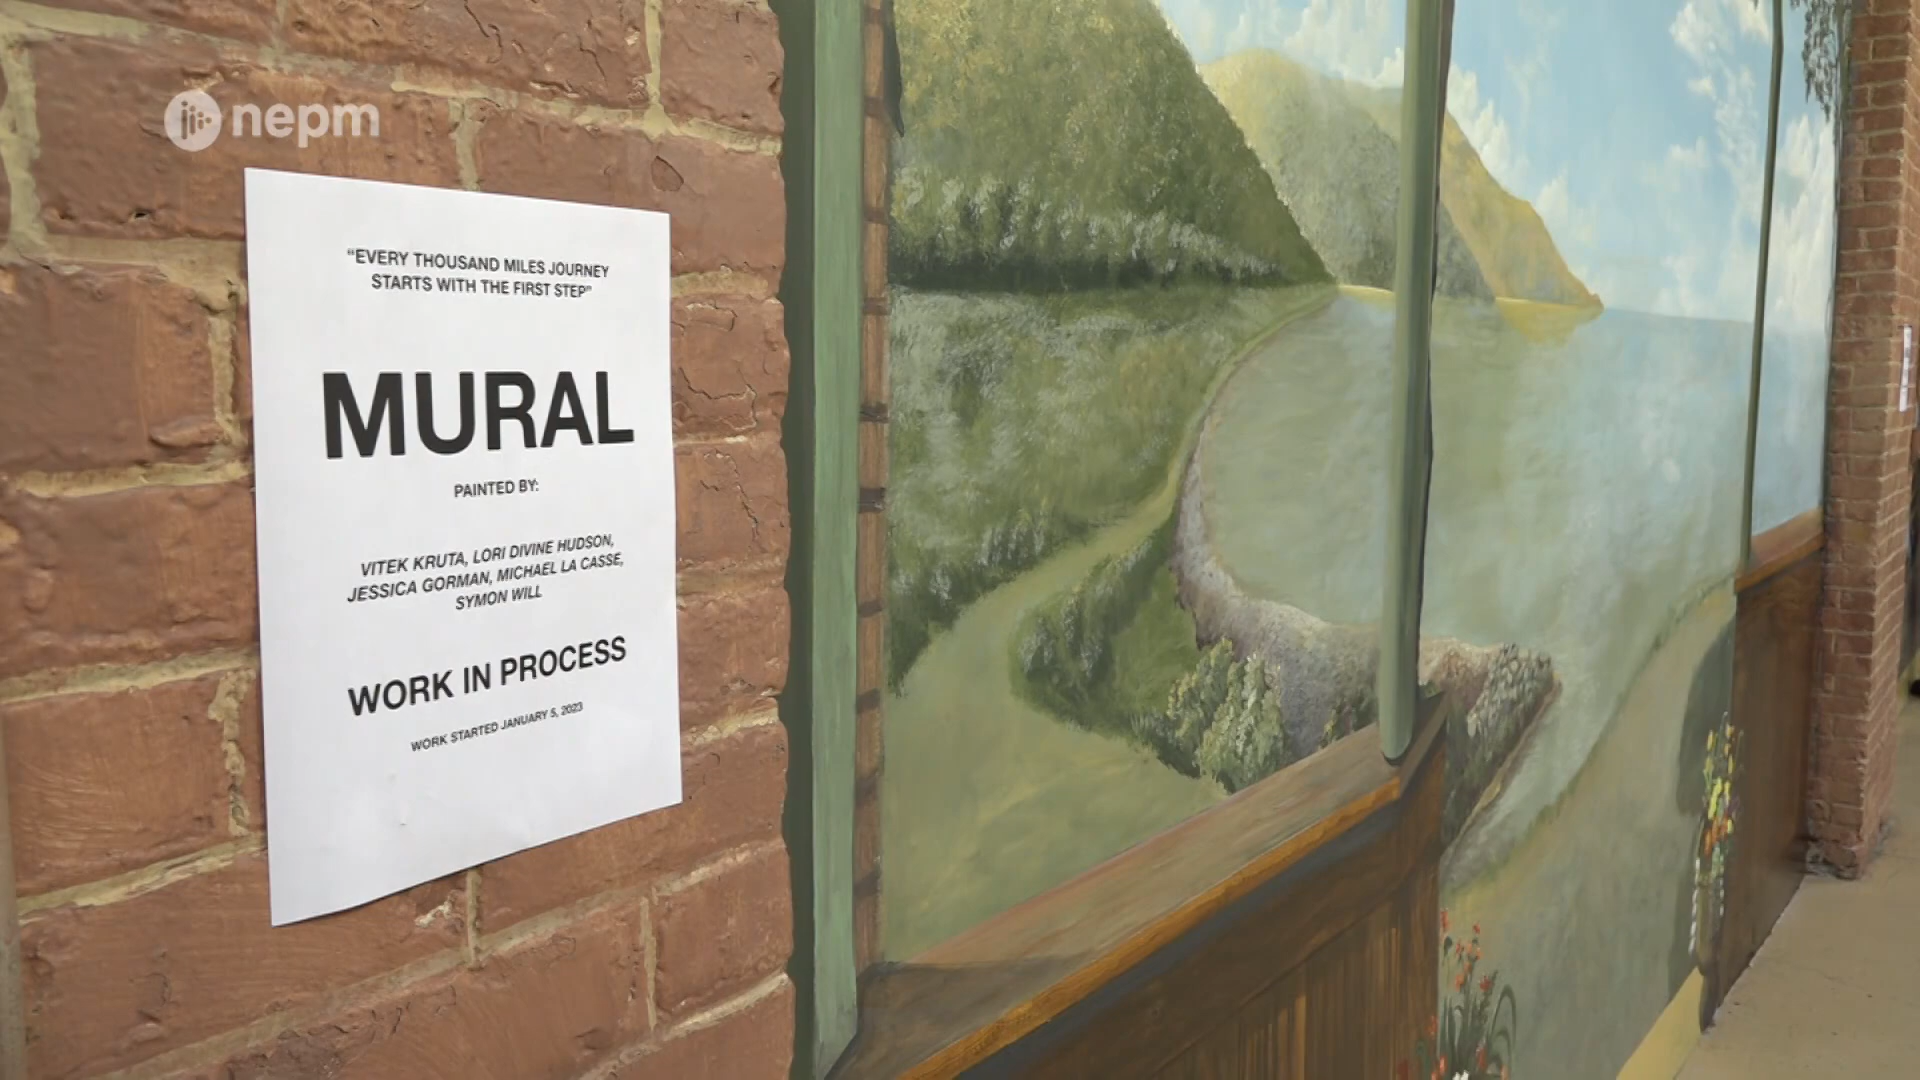 nepm
“EVERY THOUSAND MILES JOURNEY
STARTS WITH THE FIRST STEP”
MURAL
PAINTED BY:
VITEK KRUTA, LORI DIVINE HUDSON,
JESSICA GORMAN, MICHAEL LA CASSE,
SYMON WILL
WORK IN PROCESS
WORK STARTED JANUARY 5, 2023